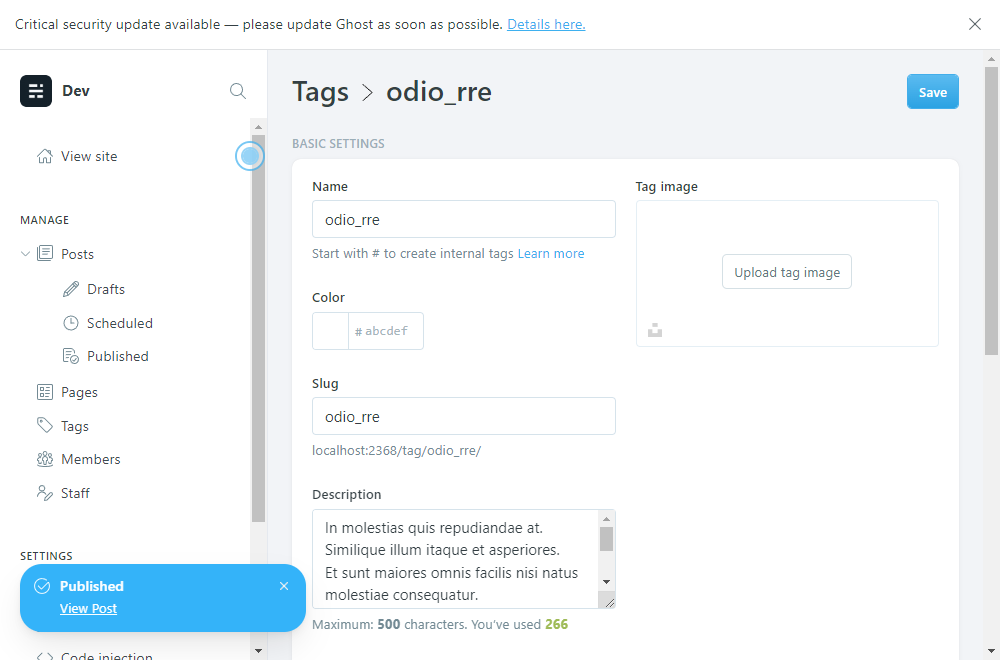 Critical security update available — please update Ghost as soon as possible. Details here.
Dev
View site
MANAGE
Posts
Drafts
Scheduled
Published
Pages
Tags
Members
Staff
SETTINGS
Published
View Post
Code injection
Tags > odio_rre
Save
BASIC SETTINGS
Name
odio_rre
Start with # to create internal tags Learn more
Color
# abcdef
Slug
odio_rre
localhost:2368/tag/odio_rre/
Description
In molestias quis repudiandae at.
Similique illum itaque et asperiores.
Et sunt maiores omnis facilis nisi natus
molestiae consequatur.
Maximum: 500 characters. You've used 266
Tag image
Upload tag image